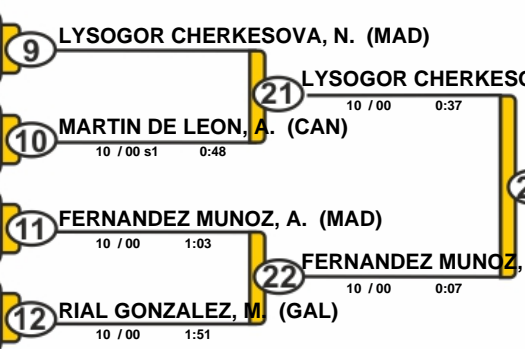 9 LYSOGOR CHERKESOVA, N. (MAD)
21 LYSOGOR CHERKESO
10 / 00 0:37
10 MARTIN DE LEON, A. (CAN)
10 / 00 s1 0:48
11 FERNANDEZ MUNOZ, A. (MAD)
10 / 00 1:03
22 FERNANDEZ MUNOZ,
10 / 00 0:07
12 RIAL GONZALEZ, M. (GAL)
10 / 00 1:51